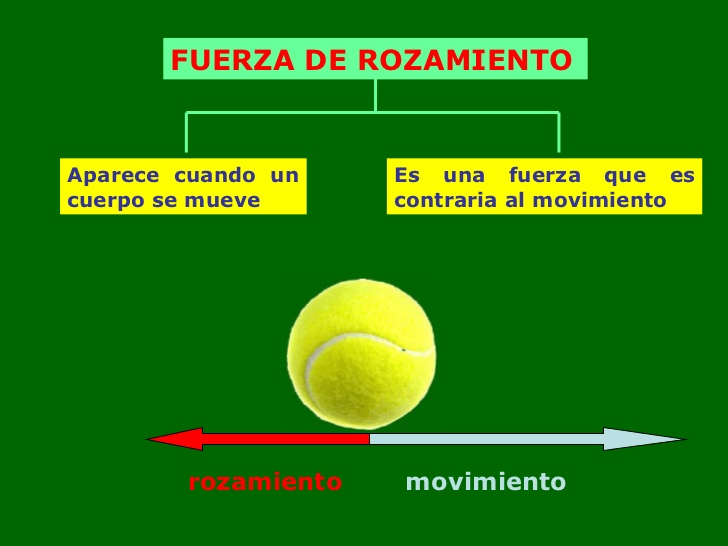 FUERZA DE ROZAMIENTO
Aparece cuando un
cuerpo se mueve
Es una fuerza que es
contraria al movimiento
rozamiento movimiento